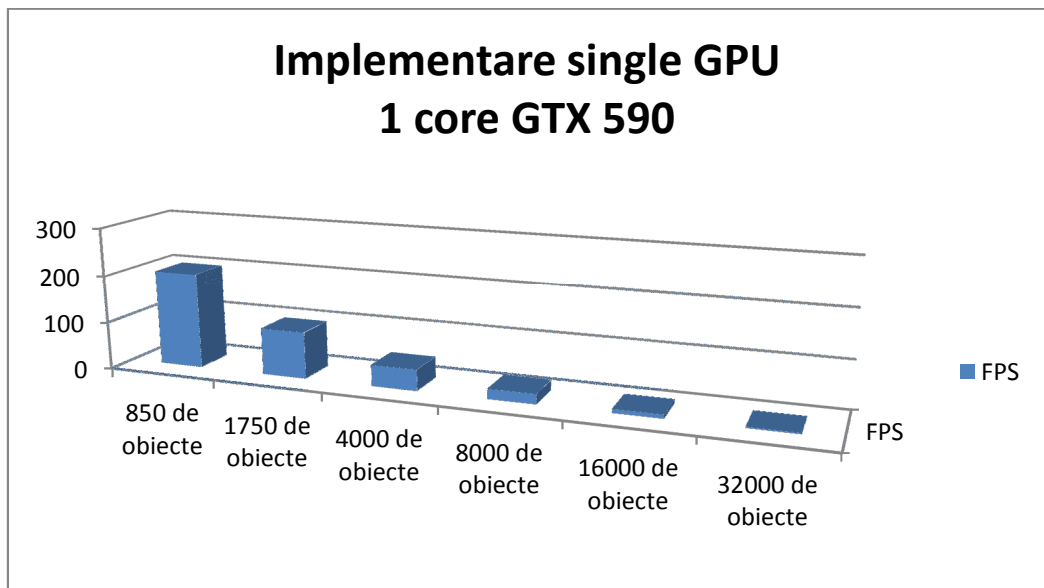 Implementare single GPU
1 core GTX 590
300
200
100
0
850 de
obiecte
1750 de
obiecte
4000 de
obiecte
8000 de
obiecte
16000 de
obiecte
32000 de
obiecte
FPS
FPS